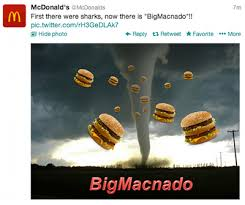 McDonald's @McDonalds 7m
First there were sharks, now there is "BigMacnado"!!
pic.twitter.com/rH3GeDLAk7
Hide photo Reply Retweet Favorite More
BigMacnado